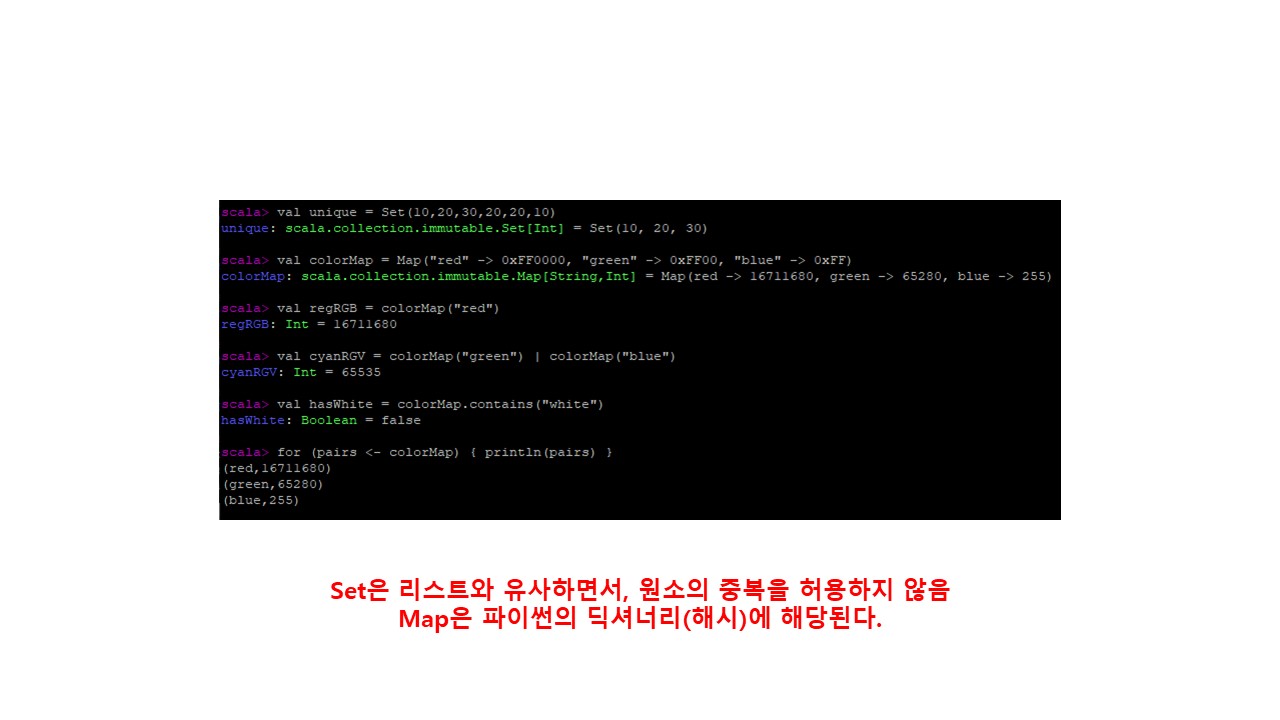 scala> val unique = Set(10,20,30,20,20,10)
unique: scala.collection.immutable.Set[Int] = Set(10, 20, 30)
scala> val colorMap = Map("red" -> 0xFF0000, "green" -> 0xFF00, "blue" -> 0xFF)
colorMap: scala.collection.immutable.Map[String,Int] = Map(red -> 16711680, green -> 65280, blue -> 255)
scala> val regRGB = colorMap("red")
regRGB: Int = 16711680
scala> val cyanRGV = colorMap("green") | colorMap("blue")
cyanRGV: Int = 65535
scala> val hasWhite = colorMap.contains("white")
hasWhite: Boolean = false
scala> for (pairs <- colorMap) { println(pairs) }
(red,16711680)
(green,65280)
(blue,255)
Set은 리스트와 유사하면서, 원소의 중복을 허용하지 않음
Map은 파이썬의 딕셔너리(해시)에 해당된다.